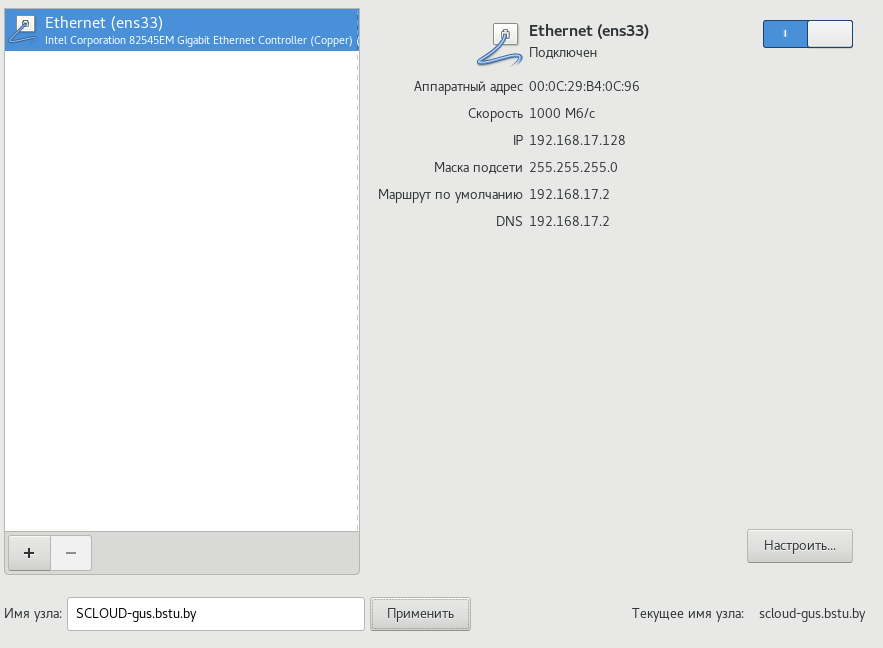 Ethernet (ens33)
Intel Corporation 82545EM Gigabit Ethernet Controller (Copper) (
Ethernet (ens33)
Подключен
Аппаратный адрес 00:0C:29:B4:0C:96
Скорость 1000 Мб/с
IP 192.168.17.128
Маска подсети 255.255.255.0
Маршрут по умолчанию 192.168.17.2
DNS 192.168.17.2
+ −
Настроить...
Имя узла: SCLOUD-gus.bstu.by Применить Текущее имя узла: scloud-gus.bstu.by